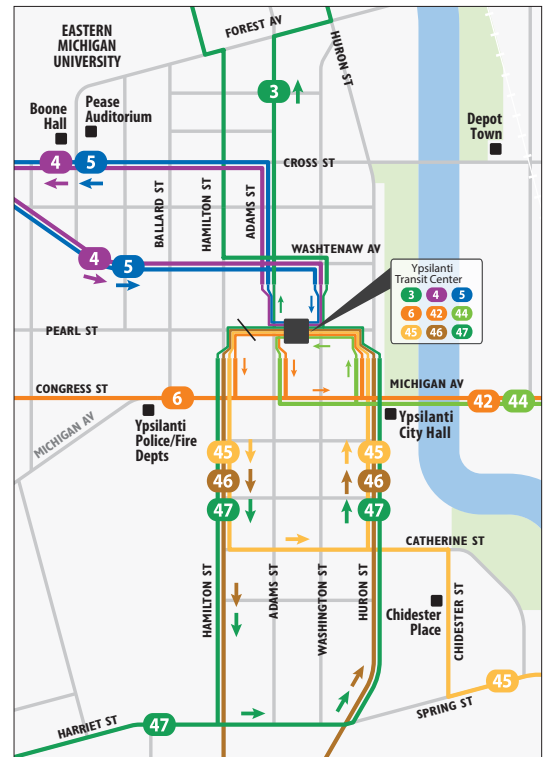 EASTERN
MICHIGAN
UNIVERSITY
FOREST AV
HURON ST
3
Boone
Hall
Pease
Auditorium
Depot
Town
4
5
CROSS ST
BALLARD ST
HAMILTON ST
ADAMS ST
WASHTENAW AV
4
5
Ypsilanti
Transit Center
3
4
5
6
42
44
45
46
47
PEARL ST
CONGRESS ST
6
MICHIGAN AV
42
44
MICHIGAN AV
Ypsilanti
Police/Fire
Depts
Ypsilanti
City Hall
45
45
46
46
47
47
CATHERINE ST
HAMILTON ST
ADAMS ST
WASHINGTON ST
HURON ST
CHIDESTER ST
Chidester
Place
45
SPRING ST
HARRIET ST
47